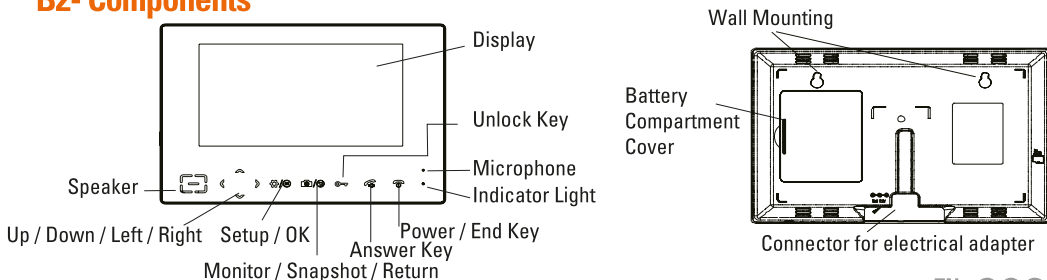 B2- Components
Display
Unlock Key
Microphone
Indicator Light
Speaker
Up / Down / Left / Right
Setup / OK
Power / End Key
Answer Key
Monitor / Snapshot / Return
Wall Mounting
Battery
Compartment
Cover
Connector for electrical adapter